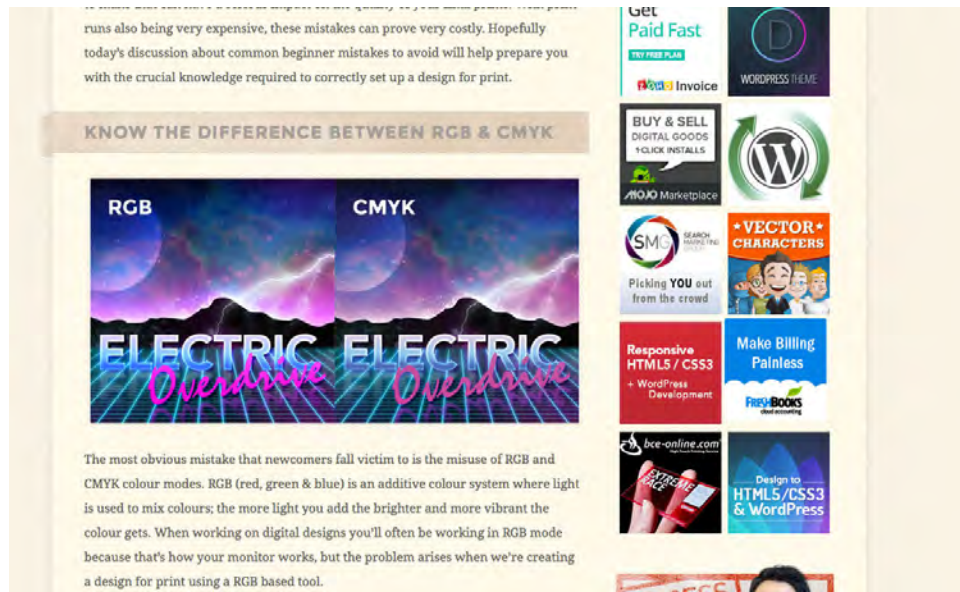 runs also being very expensive, these mistakes can prove very costly. Hopefully
today's discussion about common beginner mistakes to avoid will help prepare you
with the crucial knowledge required to correctly set up a design for print.
KNOW THE DIFFERENCE BETWEEN RGB & CMYK
RGB
CMYK
ELECTRIC
Overdrive
ELECTRIC
Overdrive
The most obvious mistake that newcomers fall victim to is the misuse of RGB and
CMYK colour modes. RGB (red, green & blue) is an additive colour system where light
is used to mix colours; the more light you add the brighter and more vibrant the
colour gets. When working on digital designs you'll often be working in RGB mode
because that's how your monitor works, but the problem arises when we're creating
a design for print using a RGB based tool.
Get
Paid Fast
TRY FREE PLAN
ZOHO Invoice
D
WORDPRESS THEME
BUY & SELL
DIGITAL GOODS
1-CLICK INSTALLS
MOJO Marketplace
W
SMG
SEARCH
MARKETING
GROUP
Picking YOU out
from the crowd
★VECTOR★
CHARACTERS
Responsive
HTML5 / CSS3
+ WordPress
Development
Make Billing
Painless
FRESHBOOKS
cloud accounting
bce-online.com
EXTREME
RACE
Design to
HTML5/CSS3
& WordPress